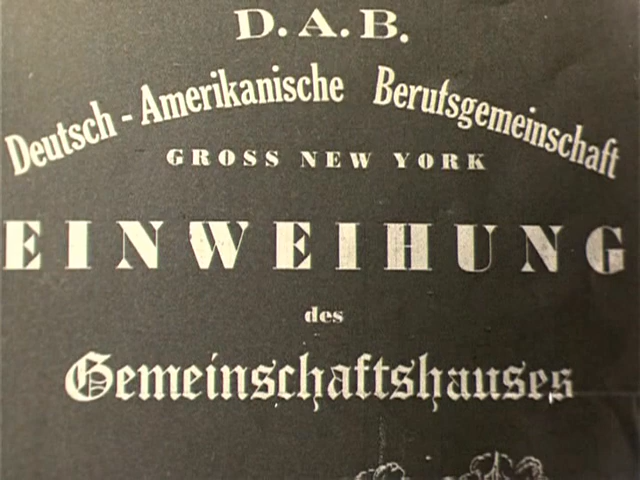 D.A.B.
Deutsch-Amerikanische Berufsgemeinschaft
GROSS NEW YORK
EINWEIHUNG
des
Gemeinschaftshauses